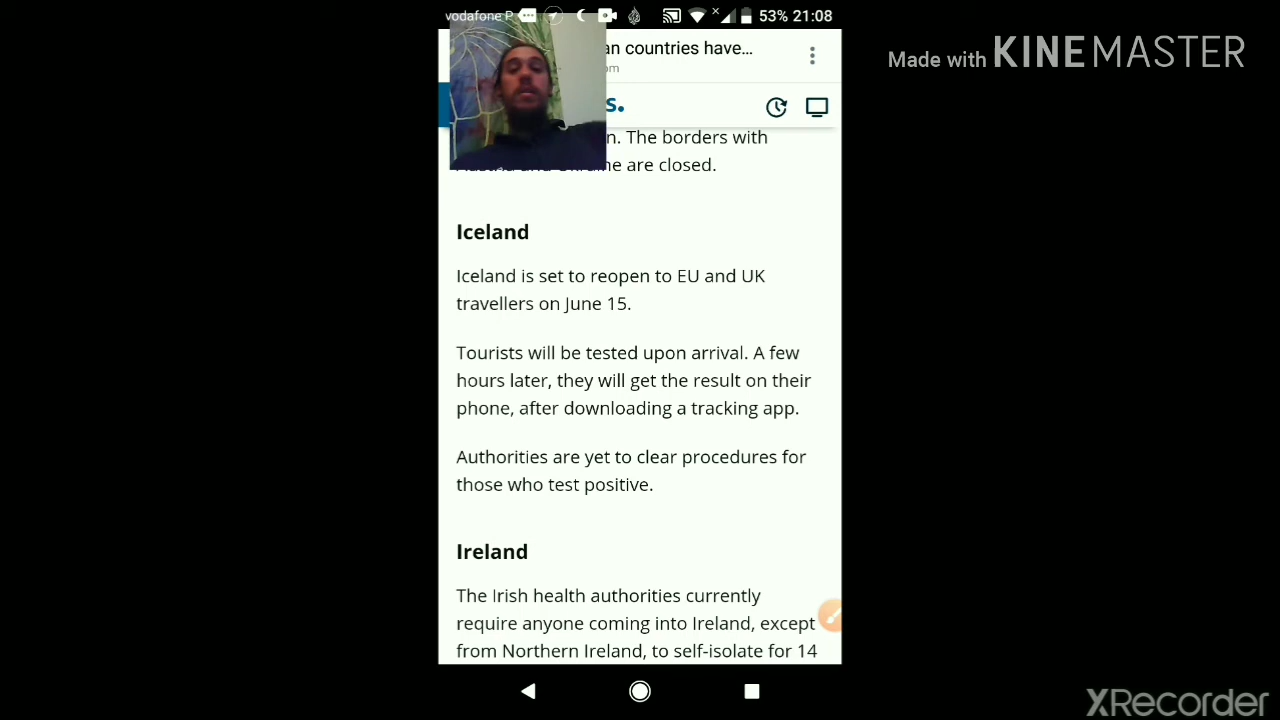 vodafone P
53% 21:08
an countries have…
om
Made with KINEMASTER
s.
n. The borders with
ne are closed.
Iceland
Iceland is set to reopen to EU and UK
travellers on June 15.
Tourists will be tested upon arrival. A few
hours later, they will get the result on their
phone, after downloading a tracking app.
Authorities are yet to clear procedures for
those who test positive.
Ireland
The Irish health authorities currently
require anyone coming into Ireland, except
from Northern Ireland, to self-isolate for 14
XRecorder